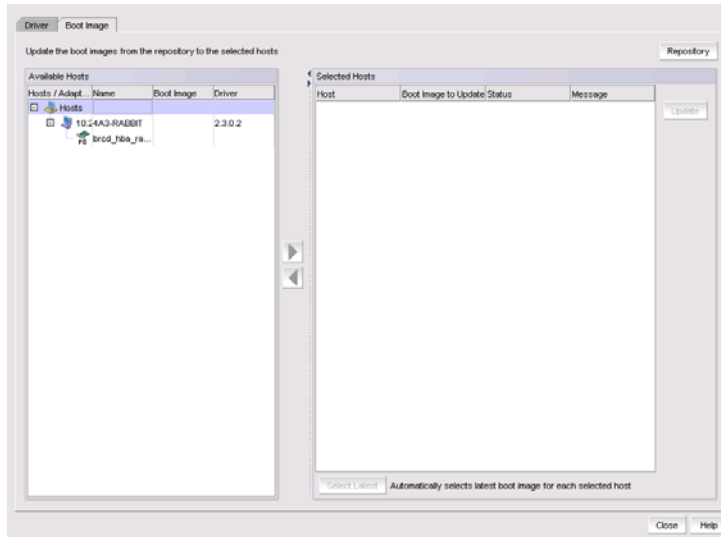 Driver Boot Image
Update the boot images from the repository to the selected hosts
Repository
Available Hosts
Hosts / Adapt... Name Boot Image Driver
Hosts
10.24A3-RABBIT 2.3.0.2
brcd_hba_ra...
Selected Hosts
Host Boot Image to Update Status Message
Update
Select Latest Automatically selects latest boot image for each selected host
Close Help